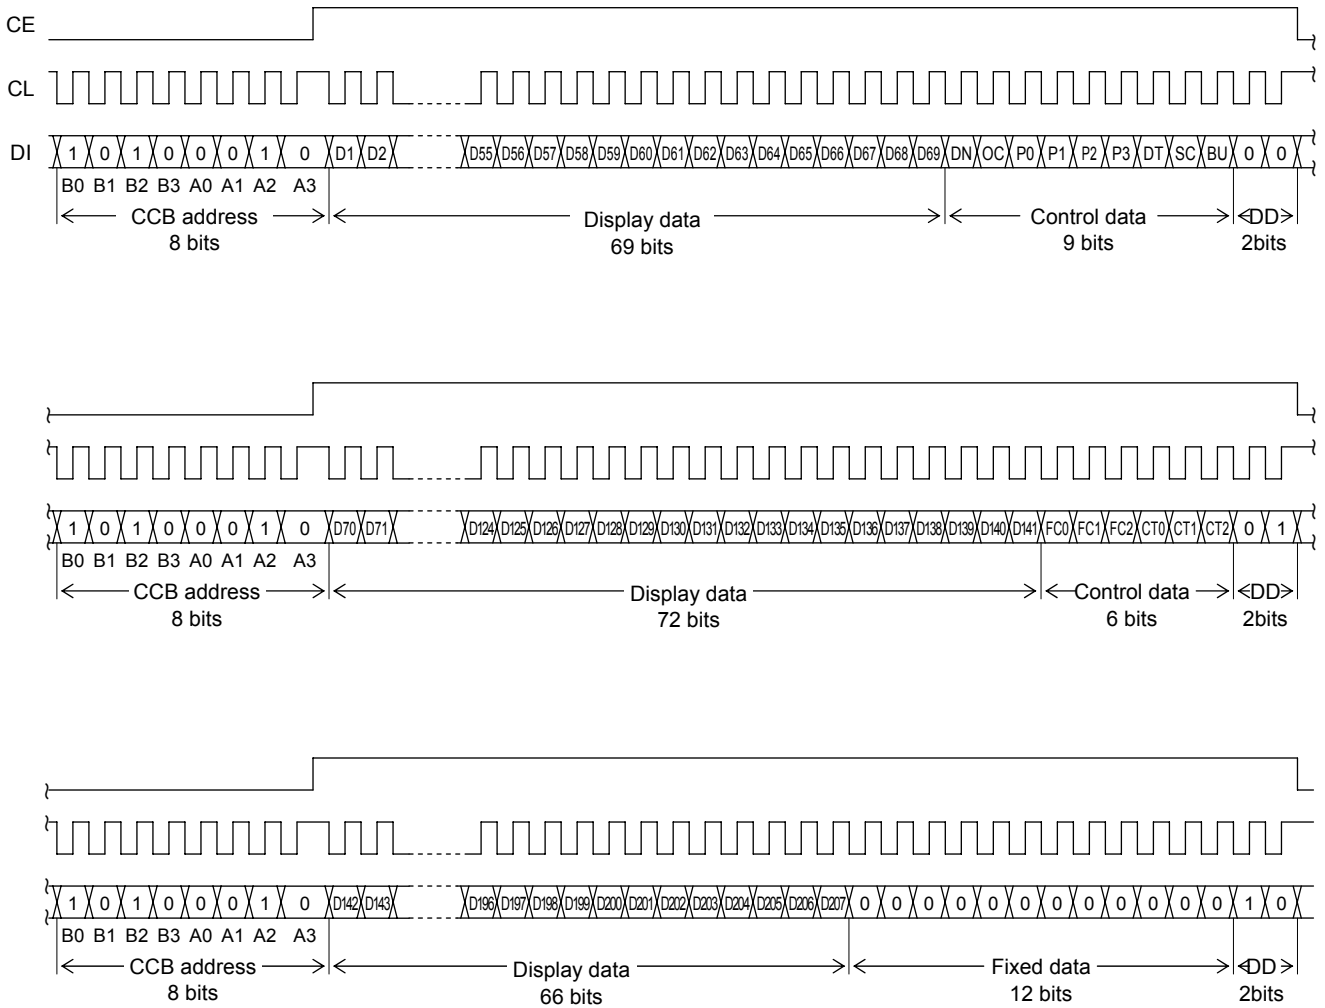 CE
CL
DI 1 0 1 0 0 0 1 0 D1 D2 D55 D56 D57 D58 D59 D60 D61 D62 D63 D64 D65 D66 D67 D68 D69 DN OC P0 P1 P2 P3 DT SC BU 0 0
B0 B1 B2 B3 A0 A1 A2 A3
CCB address Display data Control data DD
8 bits 69 bits 9 bits 2bits
1 0 1 0 0 0 1 0 D70 D71 D124 D125 D126 D127 D128 D129 D130 D131 D132 D133 D134 D135 D136 D137 D138 D139 D140 D141 FC0 FC1 FC2 CT0 CT1 CT2 0 1
B0 B1 B2 B3 A0 A1 A2 A3
CCB address Display data Control data DD
8 bits 72 bits 6 bits 2bits
1 0 1 0 0 0 1 0 D142 D143 D196 D197 D198 D199 D200 D201 D202 D203 D204 D205 D206 D207 0 0 0 0 0 0 0 0 0 0 0 0 1 0
B0 B1 B2 B3 A0 A1 A2 A3
CCB address Display data Fixed data DD
8 bits 66 bits 12 bits 2bits